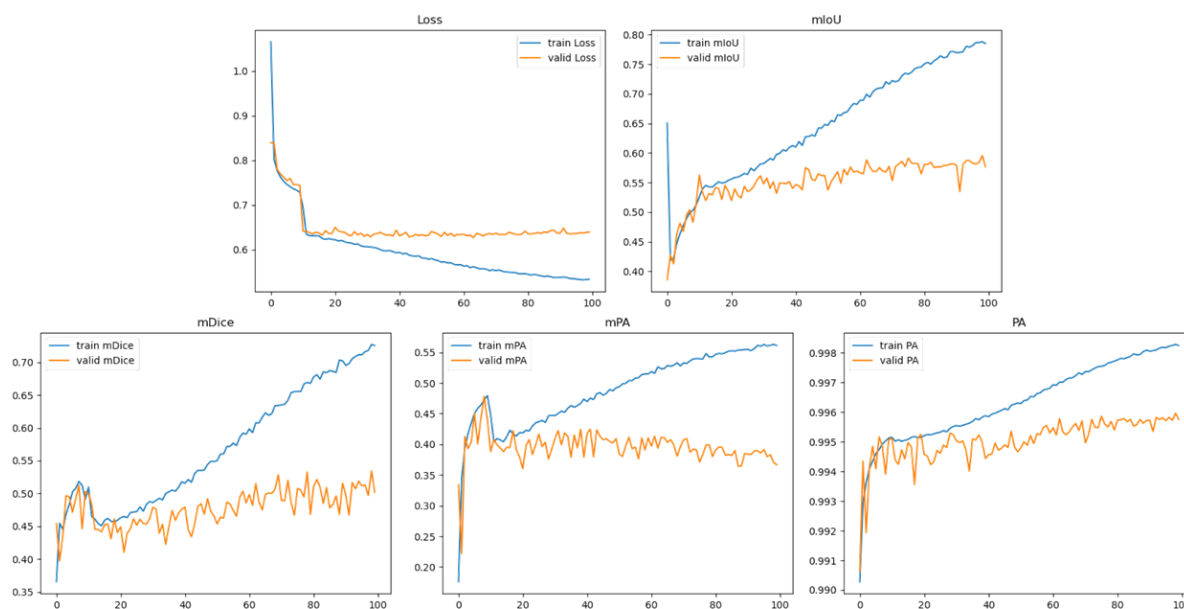 Loss
train Loss
valid Loss
1.0
0.9
0.8
0.7
0.6
0 20 40 60 80 100
mIoU
train mIoU
valid mIoU
0.80
0.75
0.70
0.65
0.60
0.55
0.50
0.45
0.40
0 20 40 60 80 100
mDice
train mDice
valid mDice
0.70
0.65
0.60
0.55
0.50
0.45
0.40
0.35
0 20 40 60 80 100
mPA
train mPA
valid mPA
0.55
0.50
0.45
0.40
0.35
0.30
0.25
0.20
0 20 40 60 80 100
PA
train PA
valid PA
0.998
0.997
0.996
0.995
0.994
0.993
0.992
0.991
0.990
0 20 40 60 80 100